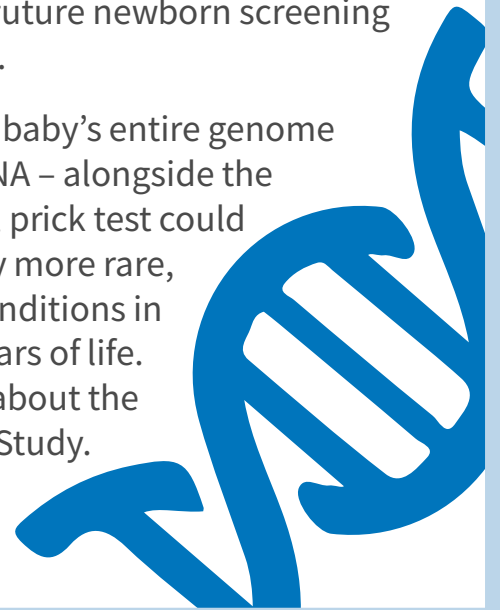 uture newborn screening
.
baby’s entire genome
NA – alongside the
prick test could
more rare,
nditions in
ars of life.
about the
Study.